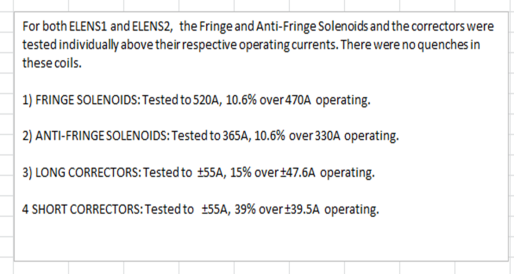 For both ELENS1 and ELENS2, the Fringe and Anti-Fringe Solenoids and the correctors were
tested individually above their respective operating currents. There were no quenches in
these coils.
1) FRINGE SOLENOIDS: Tested to 520A, 10.6% over 470A operating.
2) ANTI-FRINGE SOLENOIDS: Tested to 365A, 10.6% over 330A operating.
3) LONG CORRECTORS: Tested to ±55A, 15% over ±47.6A operating.
4 SHORT CORRECTORS: Tested to ±55A, 39% over ±39.5A operating.